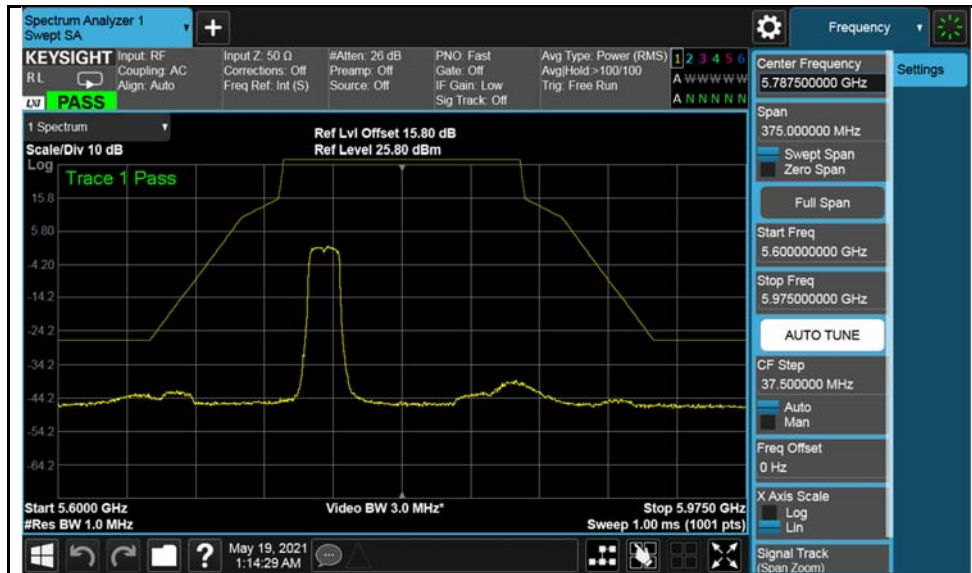 Spectrum Analyzer 1
Swept SA
Frequency
KEYSIGHT
RL
LXI PASS
Input: RF
Coupling: AC
Align: Auto
Input Z: 50 Ω
Corrections: Off
Freq Ref: Int (S)
#Atten: 26 dB
Preamp: Off
Source: Off
PNO: Fast
Gate: Off
IF Gain: Low
Sig Track: Off
Avg Type: Power (RMS)
Avg|Hold:>100/100
Trig: Free Run
1 2 3 4 5 6
A W W W W W
A N N N N N
Center Frequency
5.787500000 GHz
Settings
Span
375.000000 MHz
Swept Span
Zero Span
Full Span
Start Freq
5.600000000 GHz
Stop Freq
5.975000000 GHz
AUTO TUNE
CF Step
37.500000 MHz
Auto
Man
Freq Offset
0 Hz
X Axis Scale
Log
Lin
Signal Track
(Span Zoom)
1 Spectrum
Scale/Div 10 dB
Ref Lvl Offset 15.80 dB
Ref Level 25.80 dBm
Log
Trace 1 Pass
15.8
5.80
-4.20
-14.2
-24.2
-34.2
-44.2
-54.2
-64.2
Start 5.6000 GHz
#Res BW 1.0 MHz
Video BW 3.0 MHz*
Stop 5.9750 GHz
Sweep 1.00 ms (1001 pts)
May 19, 2021
1:14:29 AM